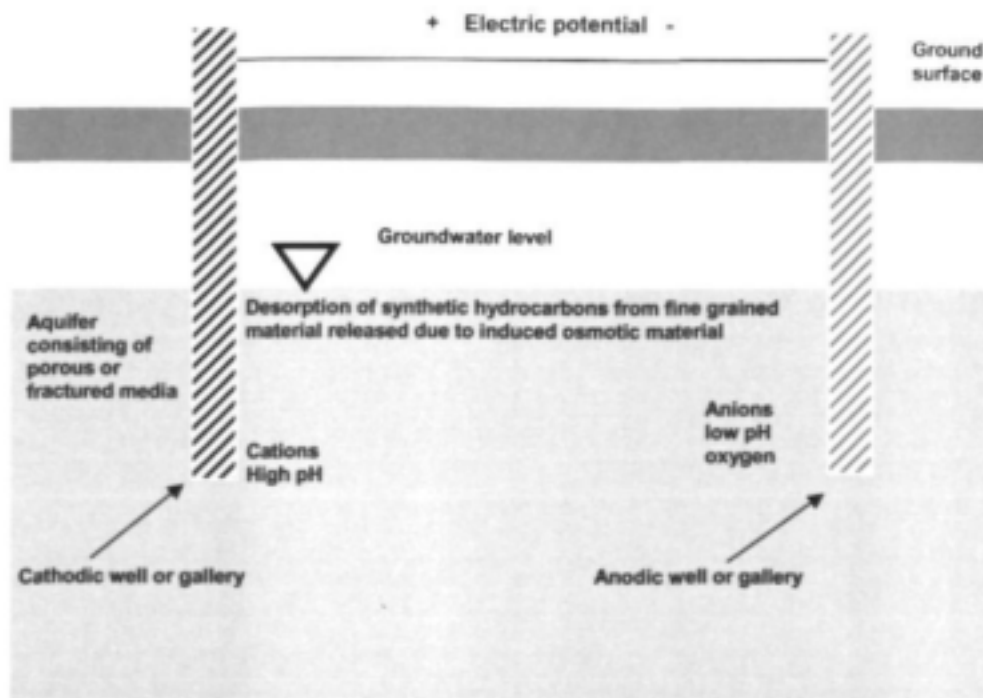 + Electric potential -
Ground
surface
Groundwater level
Desorption of synthetic hydrocarbons from fine grained
material released due to induced osmotic material
Aquifer
consisting of
porous or
fractured media
Cations
High pH
Anions
low pH
oxygen
Cathodic well or gallery
Anodic well or gallery